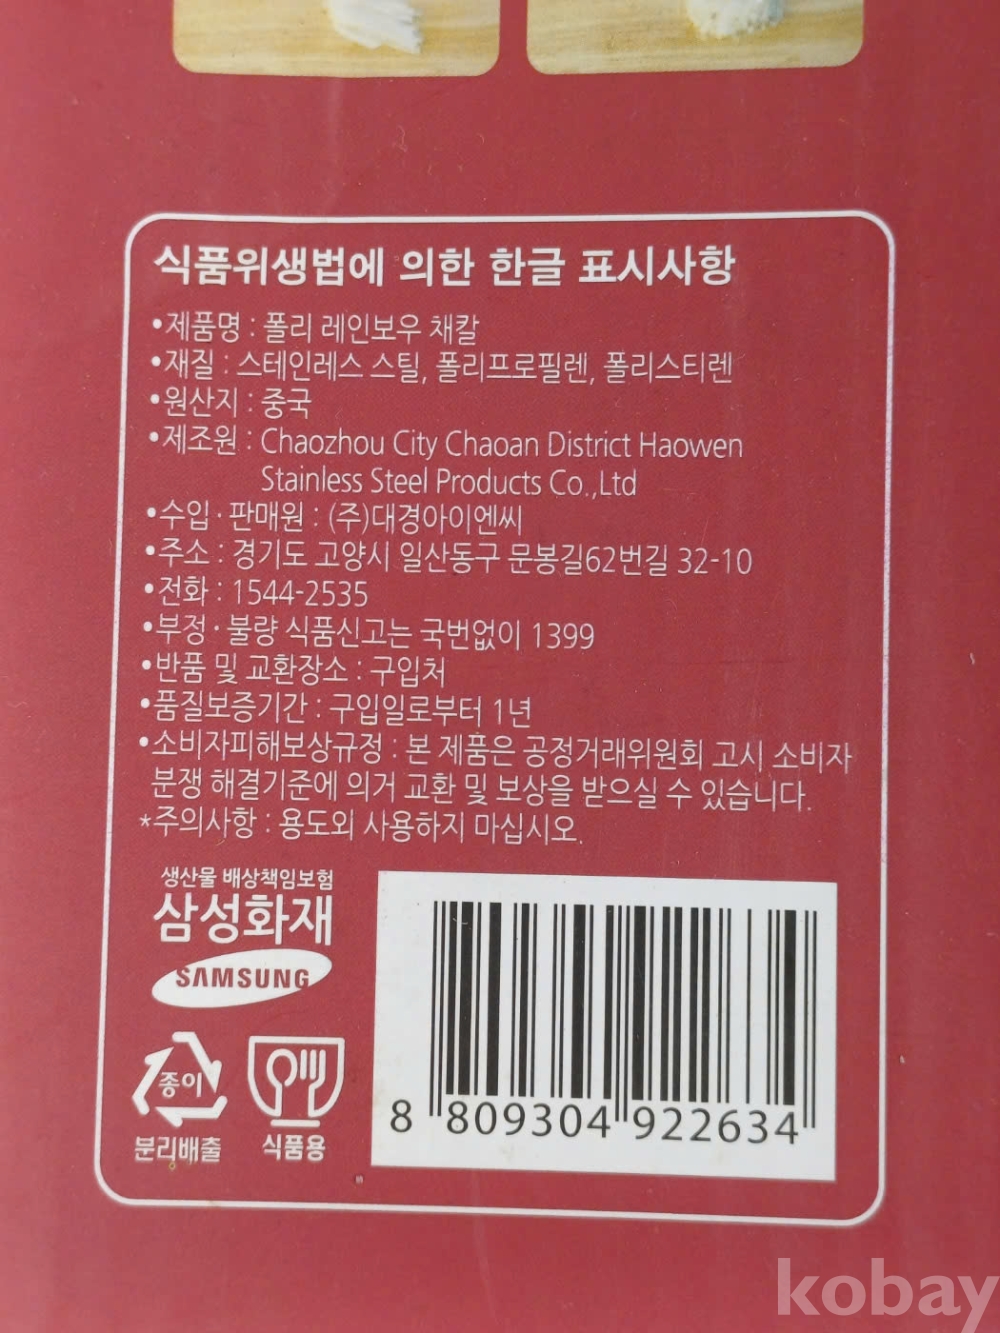 식품위생법에 의한 한글 표시사항
•제품명 : 폴리 레인보우 채칼
•재질 : 스테인레스 스틸, 폴리프로필렌, 폴리스티렌
•원산지 : 중국
•제조원 : Chaozhou City Chaoan District Haowen
Stainless Steel Products Co.,Ltd
•수입·판매원 : (주)대경아이엔씨
•주소 : 경기도 고양시 일산동구 문봉길62번길 32-10
•전화 : 1544-2535
•부정·불량 식품신고는 국번없이 1399
•반품 및 교환장소 : 구입처
•품질보증기간 : 구입일로부터 1년
•소비자피해보상규정 : 본 제품은 공정거래위원회 고시 소비자
분쟁 해결기준에 의거 교환 및 보상을 받으실 수 있습니다.
*주의사항 : 용도외 사용하지 마십시오.
생산물 배상책임보험
삼성화재
SAMSUNG
종이
분리배출
식품용
8 809304 922634
kobay